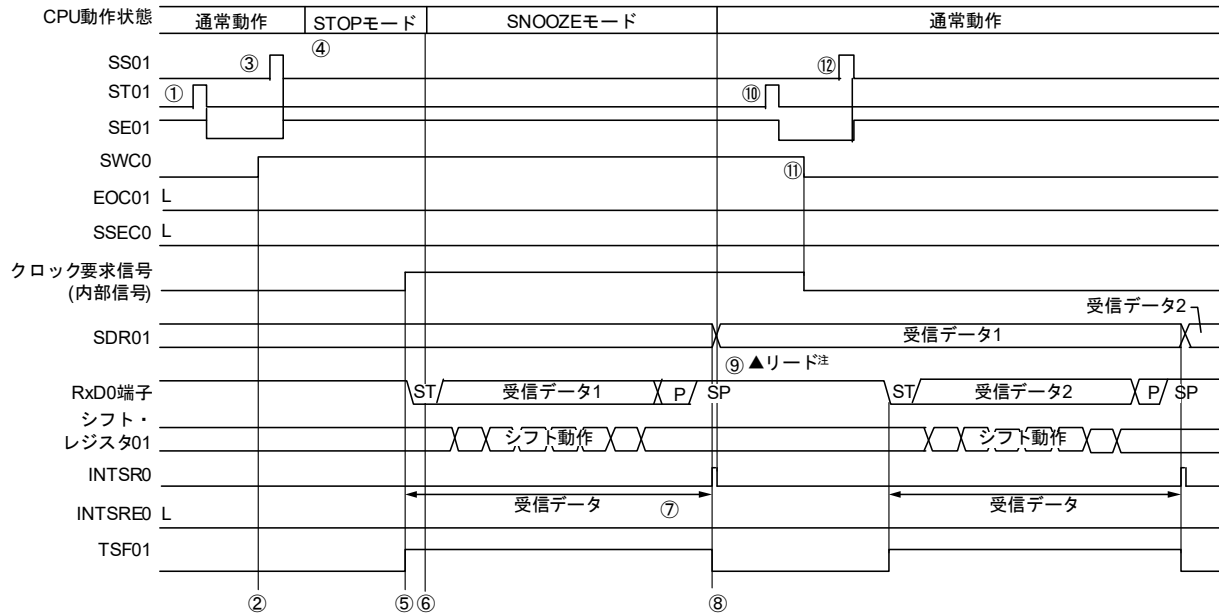 CPU動作状態 通常動作 STOPモード SNOOZEモード 通常動作
④
SS01 ③ ⑫
ST01 ① ⑩
SE01
SWC0 ⑪
EOC01 L
SSEC0 L
クロック要求信号
(内部信号)
受信データ2
SDR01 受信データ1
⑨ ▲リード注
RxD0端子 ST 受信データ1 P SP ST 受信データ2 P SP
シフト・
レジスタ01 シフト動作 シフト動作
INTSR0
受信データ ⑦ 受信データ
INTSRE0 L
TSF01
② ⑤ ⑥ ⑧